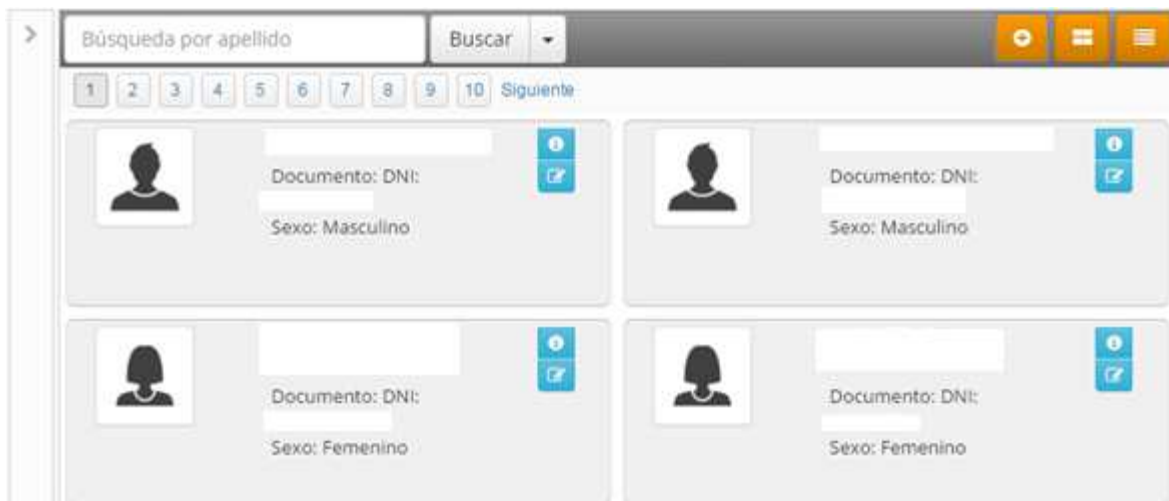 Búsqueda por apellido Buscar
1 2 3 4 5 6 7 8 9 10 Siguiente
Documento: DNI:
Sexo: Masculino
Documento: DNI:
Sexo: Masculino
Documento: DNI:
Sexo: Femenino
Documento: DNI:
Sexo: Femenino